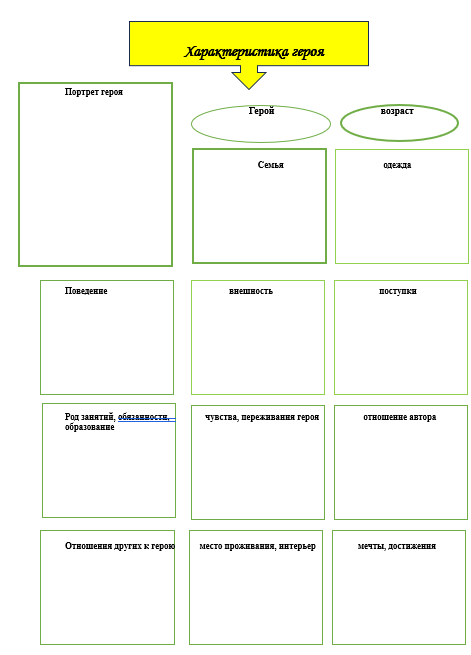 Характеристика героя
Портрет героя
Герой
возраст
Семья
одежда
Поведение
внешность
поступки
Род занятий, обязанности,
образование
чувства, переживания героя
отношение автора
Отношения других к герою
место проживания, интерьер
мечты, достижения